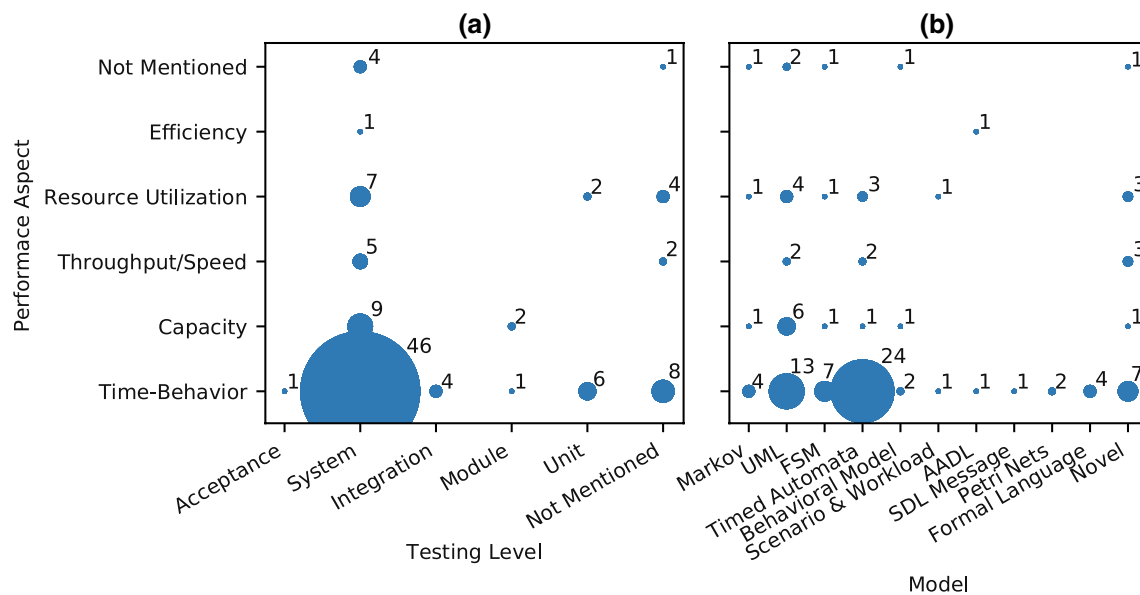 (a) (b)
Performace Aspect
Not Mentioned 4 1 1 2 1 1 1
Efficiency 1 1
Resource Utilization 7 2 4 1 4 1 3 1 3
Throughput/Speed 5 2 2 2 3
Capacity 9 2 1 6 1 1 1 1
Time-Behavior 1 46 4 1 6 8 4 13 7 24 2 1 1 1 2 4 7
Acceptance
System
Integration
Module
Unit
Not Mentioned
Testing Level
Markov
UML
FSM
Timed Automata
Behavioral Model
Scenario & Workload
AADL
SDL Message
Petri Nets
Formal Language
Novel
Model